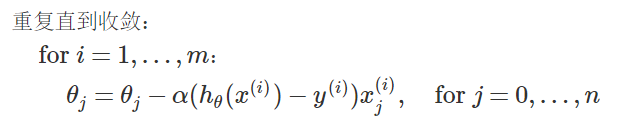 重复直到收敛：
for i = 1, . . . , m：
θ_j = θ_j − α(h_θ(x^{(i)}) − y^{(i)})x_j^{(i)},    for j = 0, . . . , n